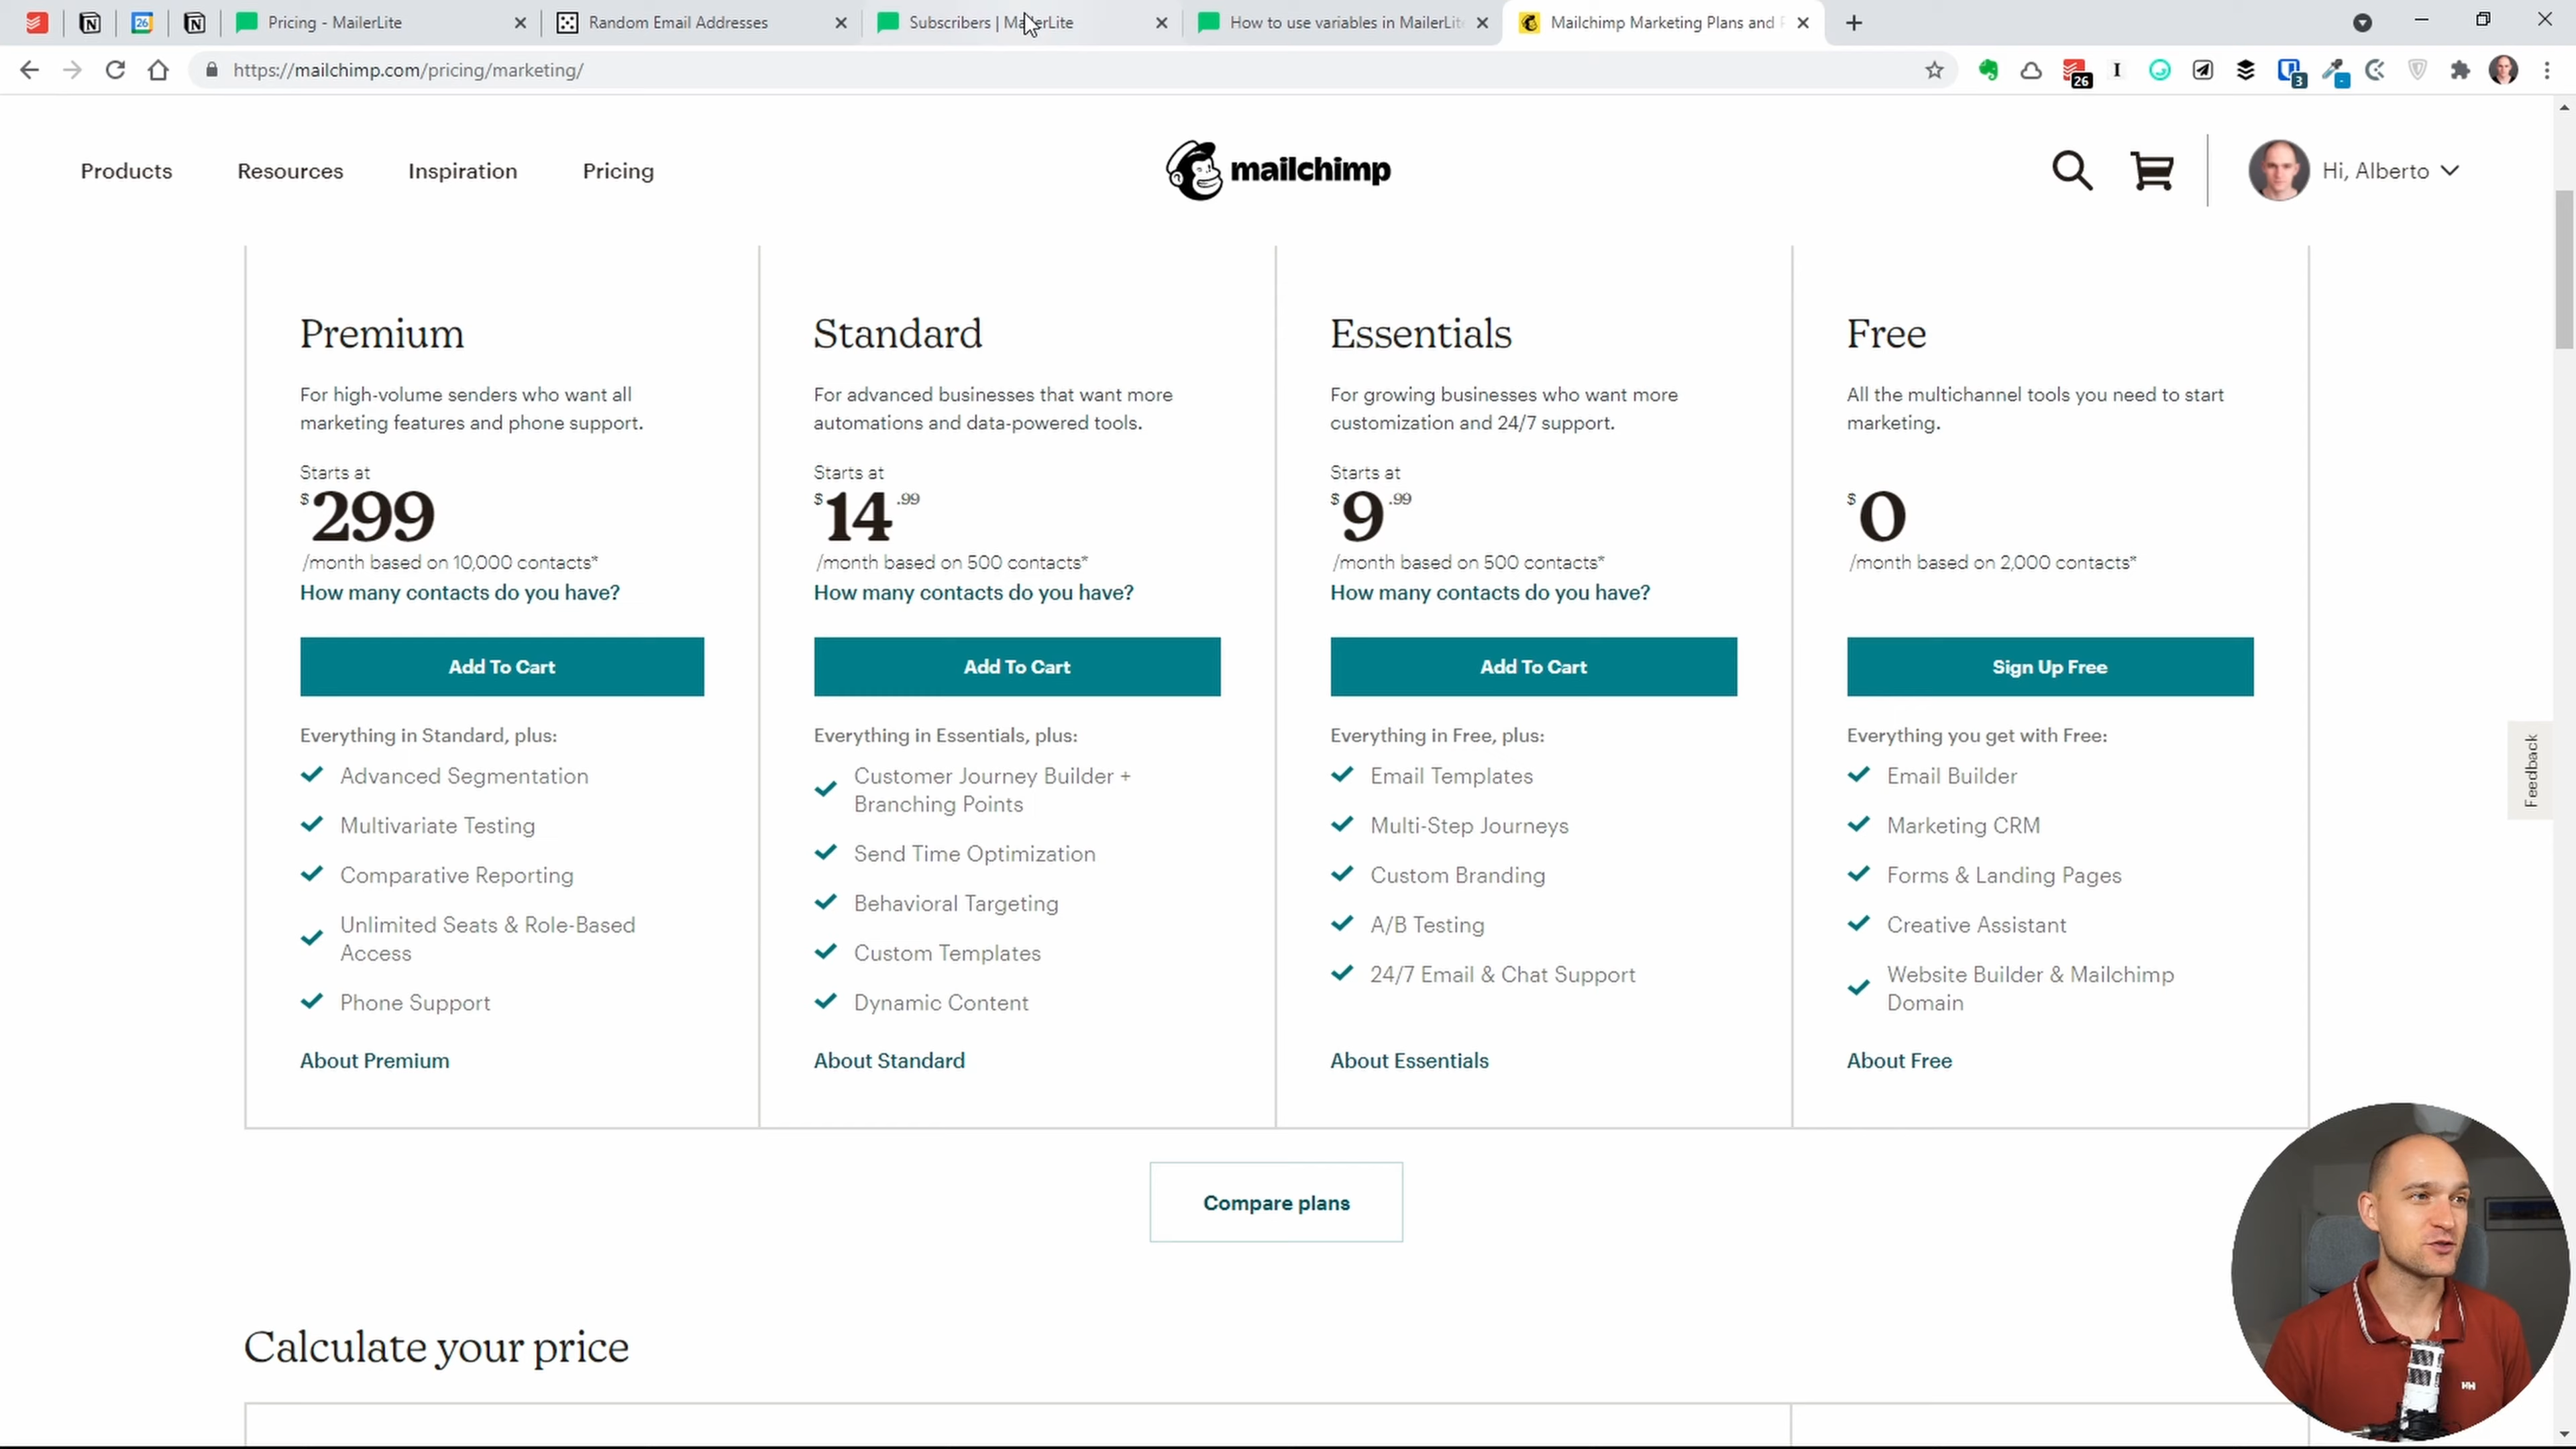 Pricing - MailerLite
Random Email Addresses
Subscribers | MailerLite
How to use variables in MailerLite
Mailchimp Marketing Plans and
https://mailchimp.com/pricing/marketing/
26
3
Products
Resources
Inspiration
Pricing
mailchimp
Hi, Alberto
Premium
For high-volume senders who want all
marketing features and phone support.
Starts at
$299
/month based on 10,000 contacts*
How many contacts do you have?
Add To Cart
Everything in Standard, plus:
Advanced Segmentation
Multivariate Testing
Comparative Reporting
Unlimited Seats & Role-Based
Access
Phone Support
About Premium
Standard
For advanced businesses that want more
automations and data-powered tools.
Starts at
$14.99
/month based on 500 contacts*
How many contacts do you have?
Add To Cart
Everything in Essentials, plus:
Customer Journey Builder +
Branching Points
Send Time Optimization
Behavioral Targeting
Custom Templates
Dynamic Content
About Standard
Essentials
For growing businesses who want more
customization and 24/7 support.
Starts at
$9.99
/month based on 500 contacts*
How many contacts do you have?
Add To Cart
Everything in Free, plus:
Email Templates
Multi-Step Journeys
Custom Branding
A/B Testing
24/7 Email & Chat Support
About Essentials
Free
All the multichannel tools you need to start
marketing.
$0
/month based on 2,000 contacts*
Sign Up Free
Everything you get with Free:
Email Builder
Marketing CRM
Forms & Landing Pages
Creative Assistant
Website Builder & Mailchimp
Domain
About Free
Feedback
Compare plans
Calculate your price
HH